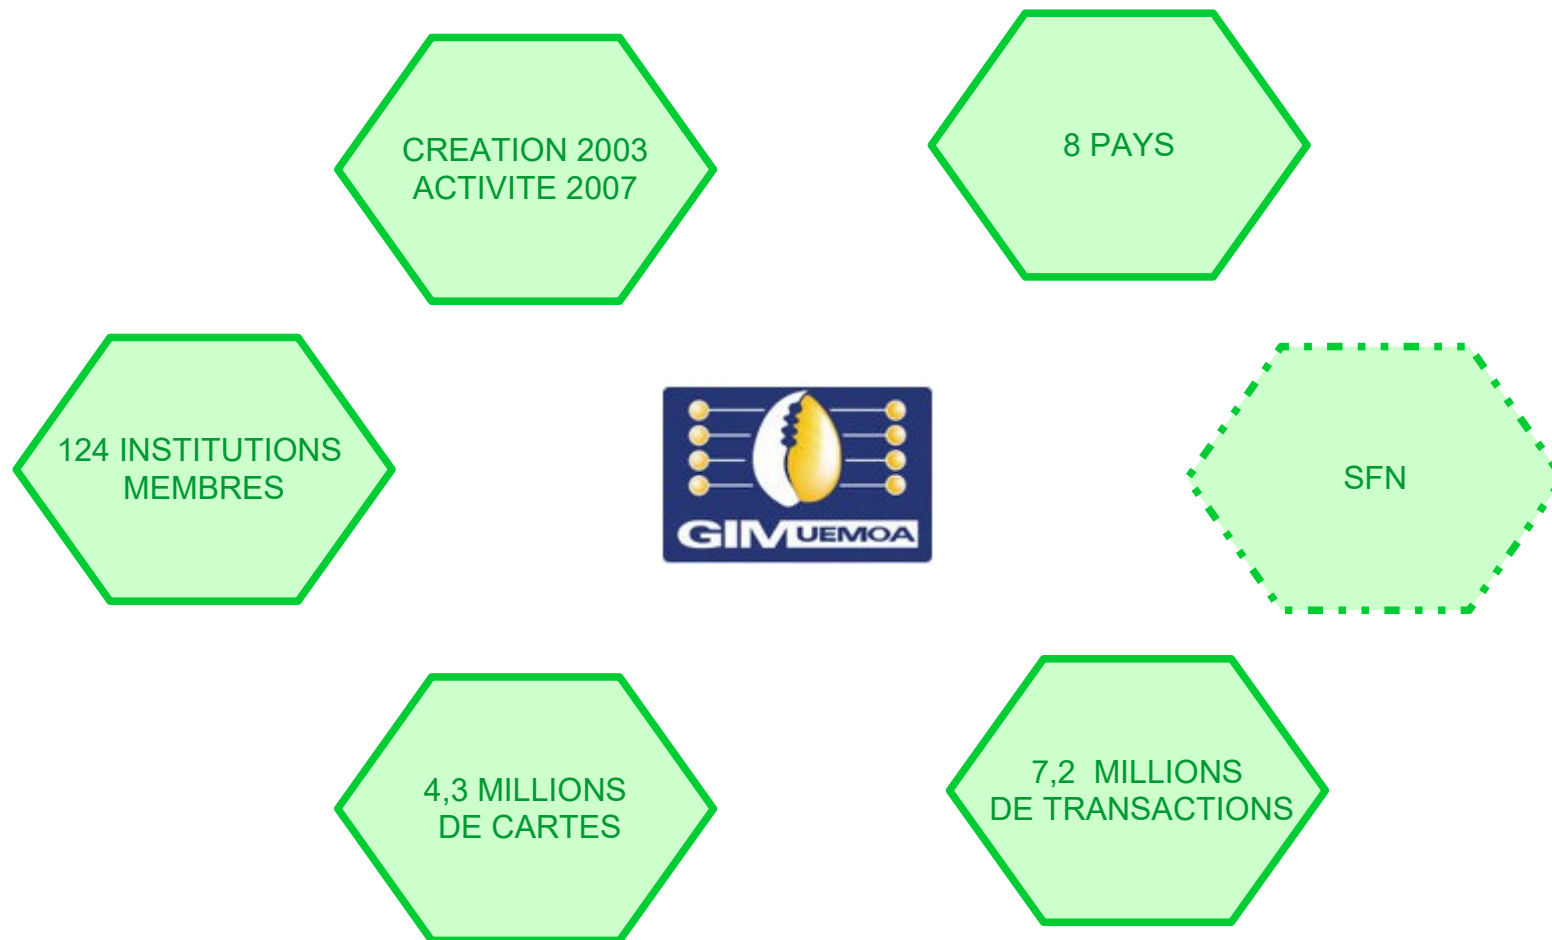 CREATION 2003
ACTIVITE 2007
8 PAYS
124 INSTITUTIONS
MEMBRES
GIM UEMOA
SFN
4,3 MILLIONS
DE CARTES
7,2 MILLIONS
DE TRANSACTIONS